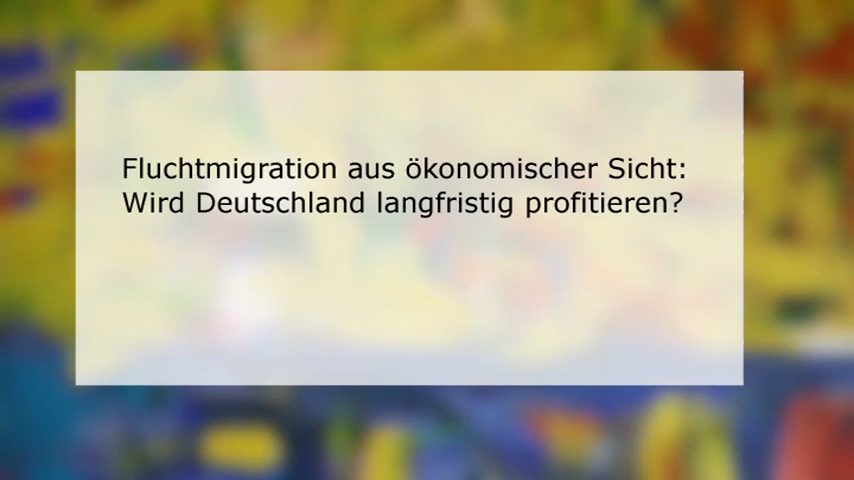 Fluchtmigration aus ökonomischer Sicht:
Wird Deutschland langfristig profitieren?